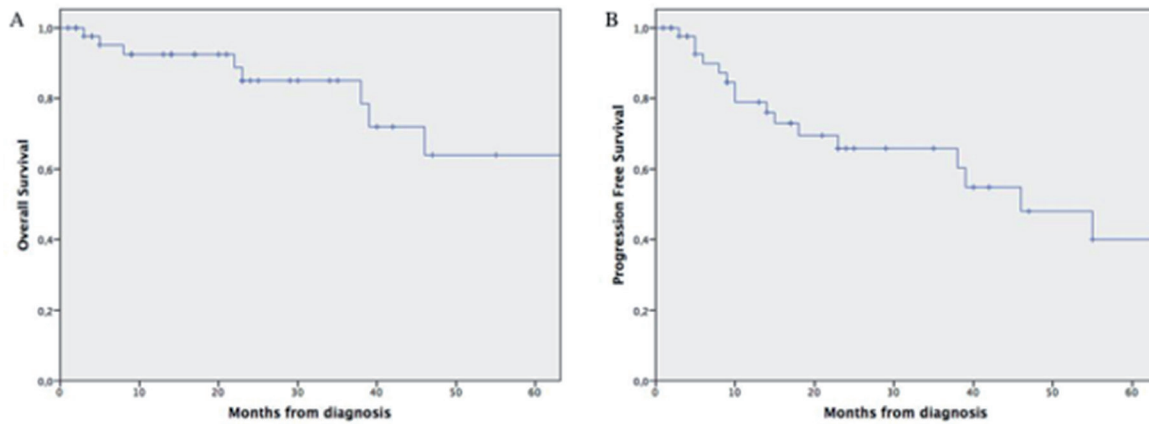 A
1,0
0,8
0,6
0,4
0,2
0,0
Overall Survival
0 10 20 30 40 50 60
Months from diagnosis
B
1,0
0,8
0,6
0,4
0,2
0,0
Progression Free Survival
0 10 20 30 40 50 60
Months from diagnosis